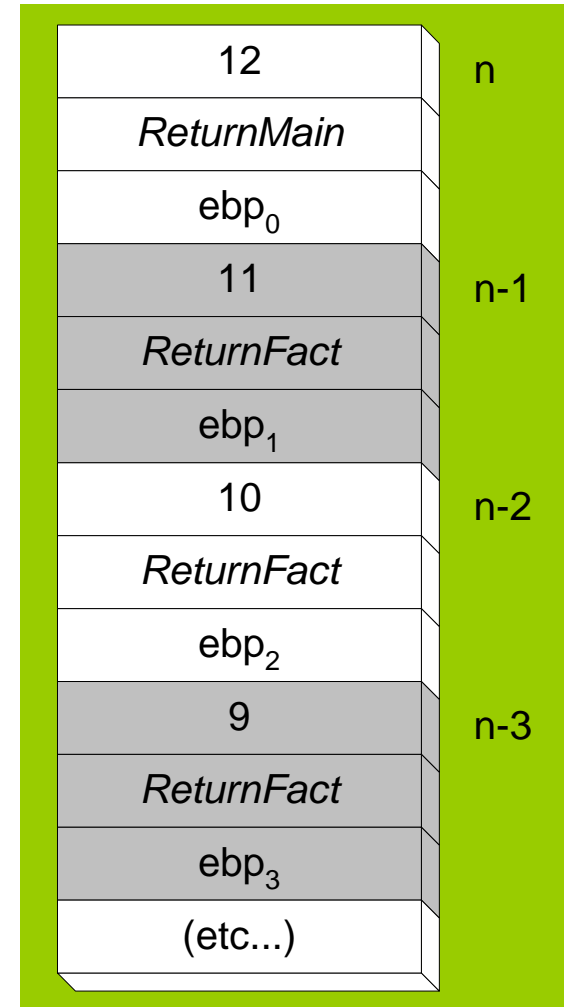 12 n
ReturnMain
ebp₀
11 n-1
ReturnFact
ebp₁
10 n-2
ReturnFact
ebp₂
9 n-3
ReturnFact
ebp₃
(etc...)